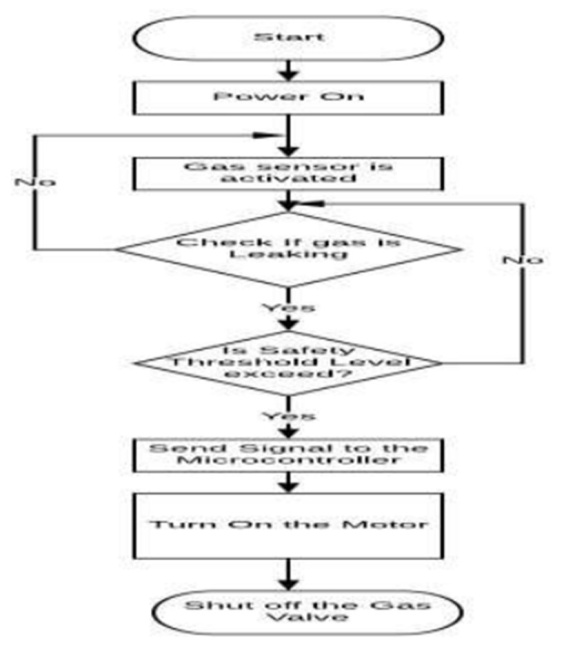 Start
Power On
Gas sensor is
activated
No
Check if gas is
Leaking
No
Yes
Is Safety
Threshold Level
exceed?
Yes
Send Signal to the
Microcontroller
Turn On the Motor
Shut off the Gas
Valve